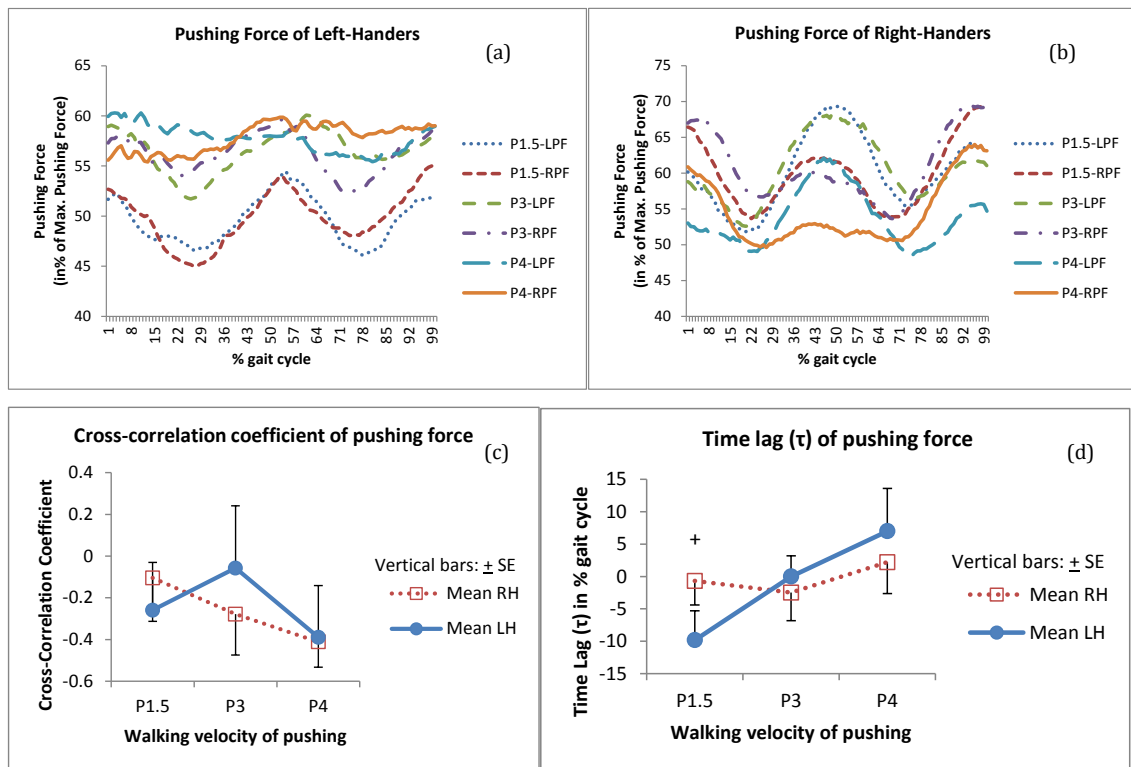 Pushing Force of Left-Handers
(a)
Pushing Force
(in% of Max. Pushing Force)
65
60
55
50
45
40
1 8 15 22 29 36 43 50 57 64 71 78 85 92 99
% gait cycle
P1.5-LPF
P1.5-RPF
P3-LPF
P3-RPF
P4-LPF
P4-RPF
Pushing Force of Right-Handers
(b)
Pushing Force
(in % of Max. Pushing Force)
75
70
65
60
55
50
45
40
1 8 15 22 29 36 43 50 57 64 71 78 85 92 99
% gait cycle
P1.5-LPF
P1.5-RPF
P3-LPF
P3-RPF
P4-LPF
P4-RPF
Cross-correlation coefficient of pushing force
(c)
Cross-Correlation Coefficient
0.4
0.2
0
-0.2
-0.4
-0.6
P1.5 P3 P4
Walking velocity of pushing
Vertical bars: + SE
Mean RH
Mean LH
Time lag (τ) of pushing force
(d)
Time Lag (τ) in % gait cycle
15
10
5
0
-5
-10
-15
P1.5 P3 P4
Walking velocity of pushing
Vertical bars: + SE
Mean RH
Mean LH